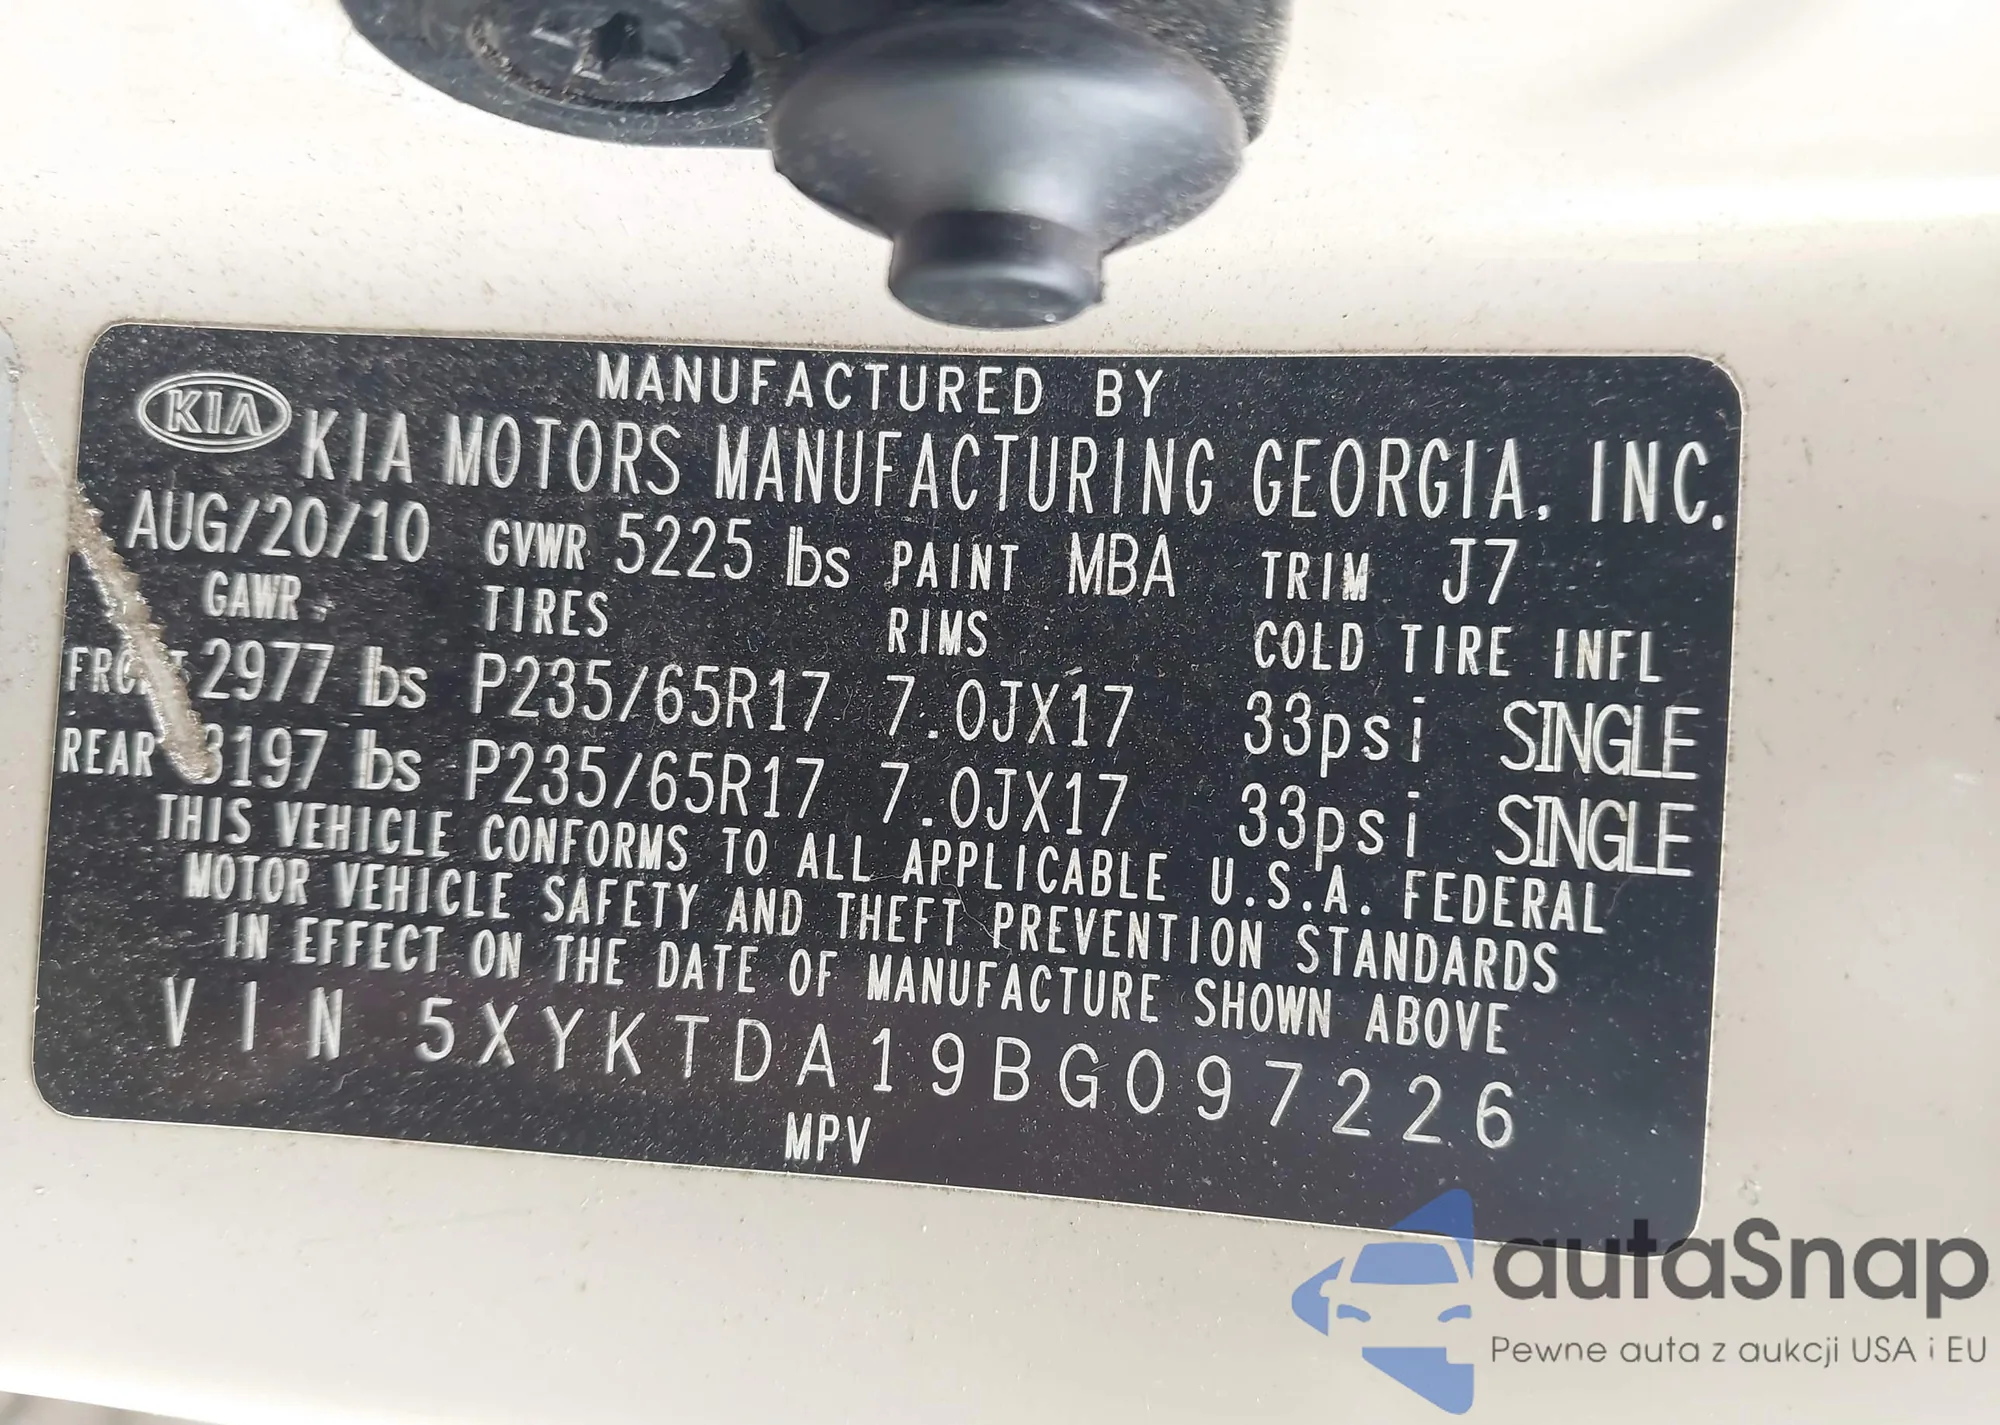 MANUFACTURED BY
KIA KIA MOTORS MANUFACTURING GEORGIA, INC.
AUG/20/10 GVWR 5225 lbs PAINT MBA TRIM J7
GAWR TIRES RIMS COLD TIRE INFL
FRONT 2977 lbs P235/65R17 7.0JX17 33psi SINGLE
REAR 3197 lbs P235/65R17 7.0JX17 33psi SINGLE
THIS VEHICLE CONFORMS TO ALL APPLICABLE U.S.A. FEDERAL
MOTOR VEHICLE SAFETY AND THEFT PREVENTION STANDARDS
IN EFFECT ON THE DATE OF MANUFACTURE SHOWN ABOVE
VIN 5XYKTDA19BG097226
MPV
autaSnap
Pewne auta z aukcji USA i EU